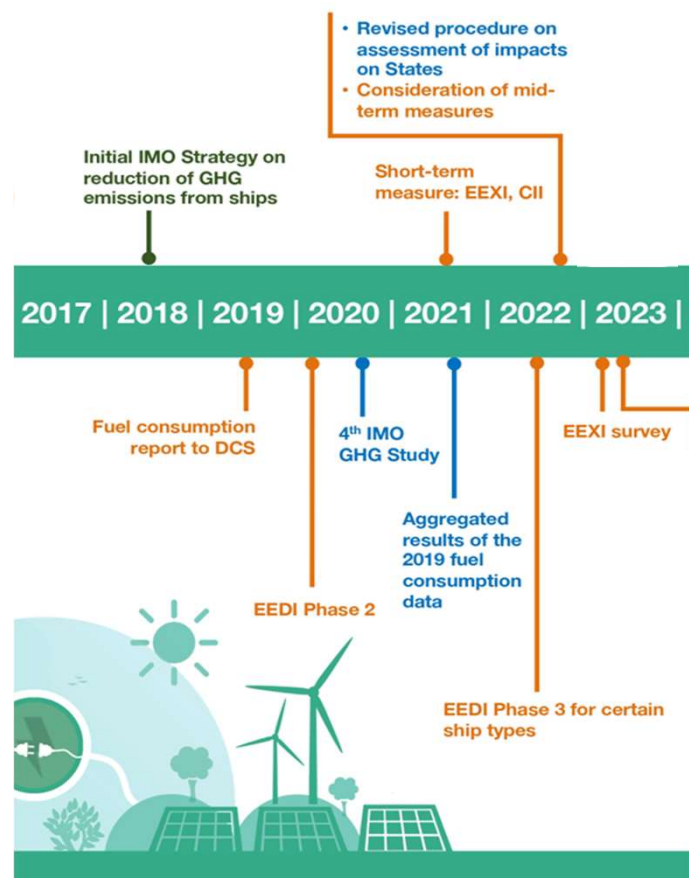 • Revised procedure on
assessment of impacts
on States
• Consideration of mid-
term measures
Initial IMO Strategy on
reduction of GHG
emissions from ships
Short-term
measure: EEXI, CII
2017 | 2018 | 2019 | 2020 | 2021 | 2022 | 2023 |
Fuel consumption
report to DCS
4th IMO
GHG Study
EEXI survey
Aggregated
results of the
2019 fuel
consumption
data
EEDI Phase 2
EEDI Phase 3 for certain
ship types